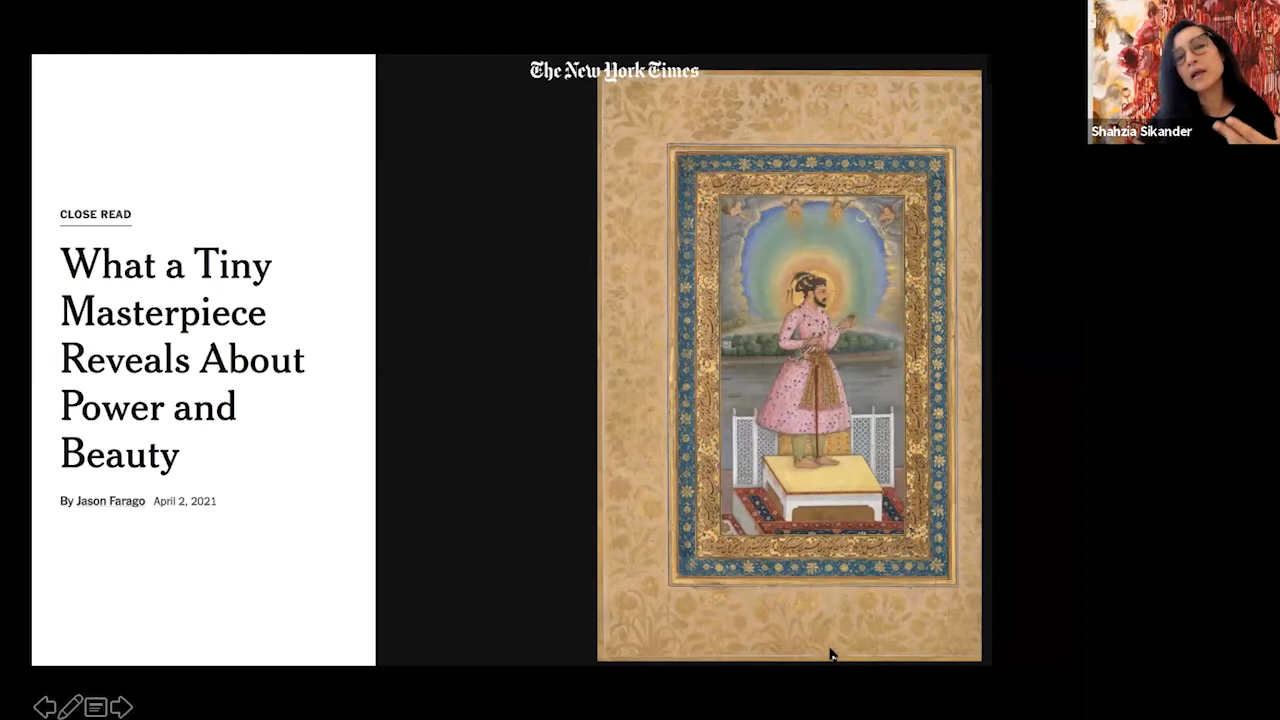 The New York Times
Shahzia Sikander
CLOSE READ
What a Tiny
Masterpiece
Reveals About
Power and
Beauty
By Jason Farago April 2, 2021